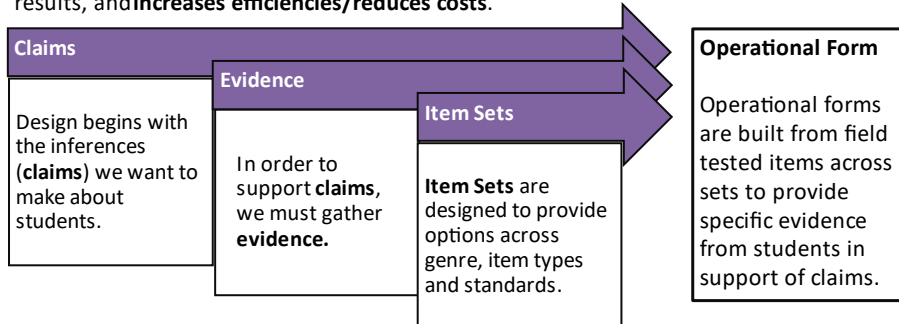 results, andincreases efficiencies/reduces costs.
Claims
Design begins with
the inferences
(claims) we want to
make about
students.
Evidence
In order to
support claims,
we must gather
evidence.
Item Sets
Item Sets are
designed to provide
options across
genre, item types
and standards.
Operational Form
Operational forms
are built from field
tested items across
sets to provide
specific evidence
from students in
support of claims.